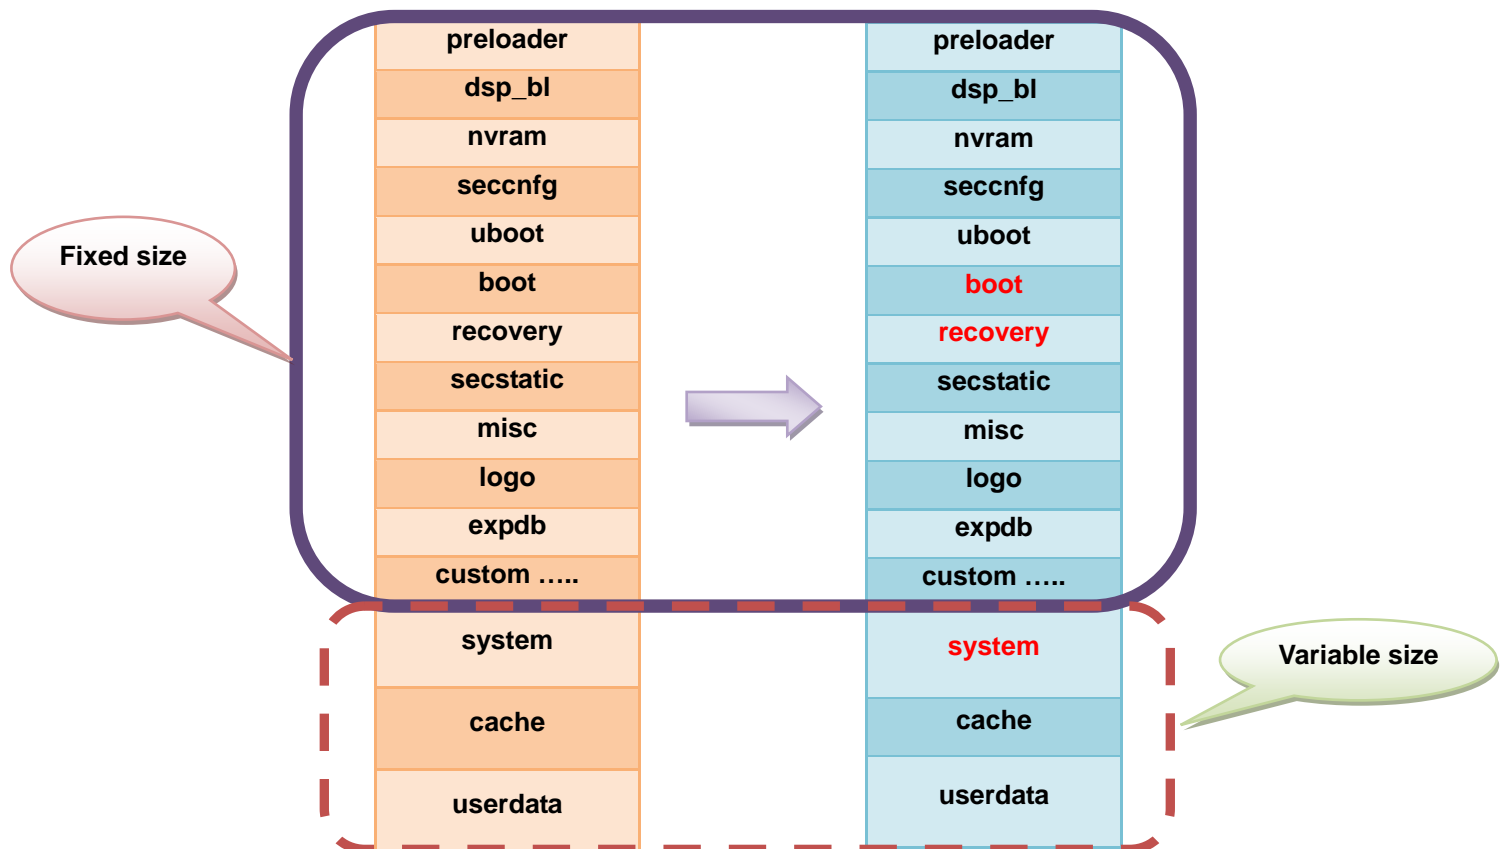 preloader
dsp_bl
nvram
seccnfg
uboot
boot
recovery
secstatic
misc
logo
expdb
custom …..
system
cache
userdata
Fixed size
preloader
dsp_bl
nvram
seccnfg
uboot
boot
recovery
secstatic
misc
logo
expdb
custom …..
system
cache
userdata
Variable size